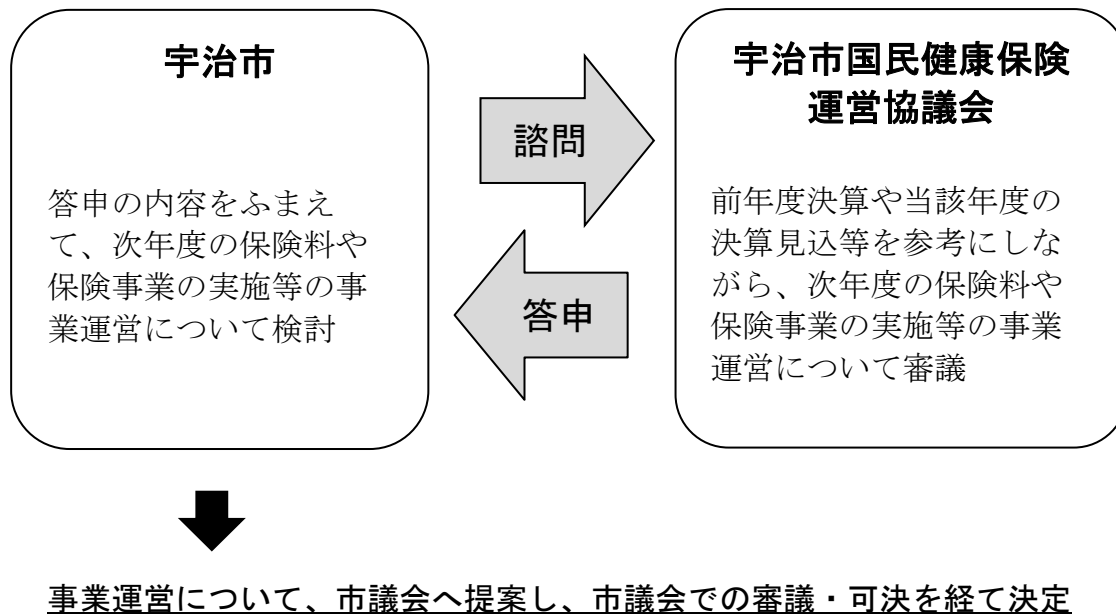 宇治市
答申の内容をふまえ
て、次年度の保険料や
保険事業の実施等の事
業運営について検討
諮問
答申
宇治市国民健康保険
運営協議会
前年度決算や当該年度の
決算見込等を参考にしな
がら、次年度の保険料や
保険事業の実施等の事業
運営について審議
事業運営について、市議会へ提案し、市議会での審議・可決を経て決定